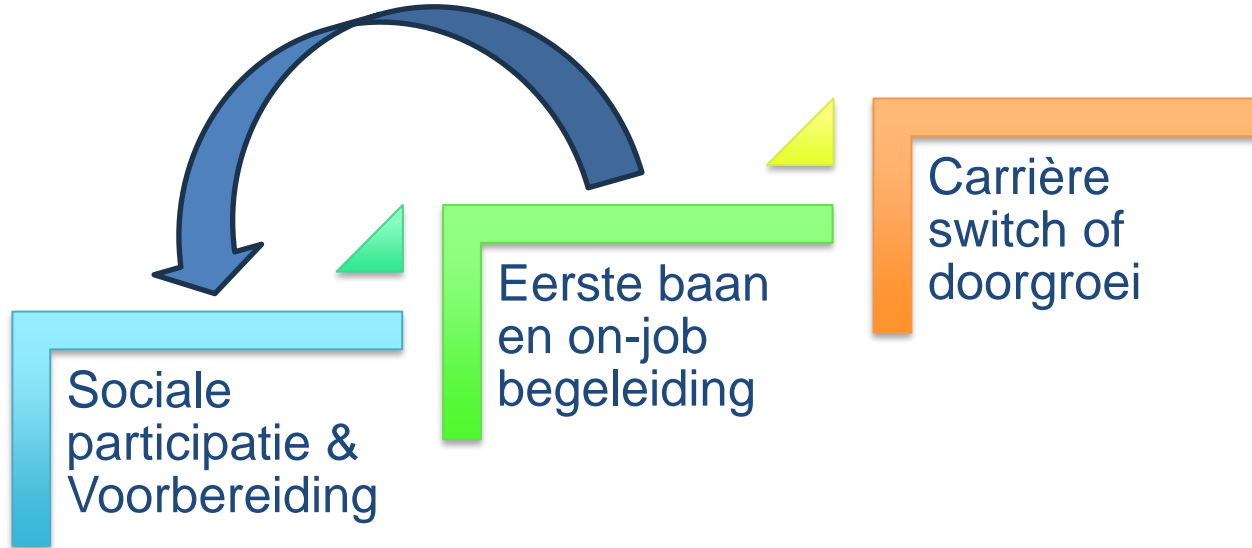 Sociale
participatie &
Voorbereiding
Eerste baan
en on-job
begeleiding
Carrière
switch of
doorgroei